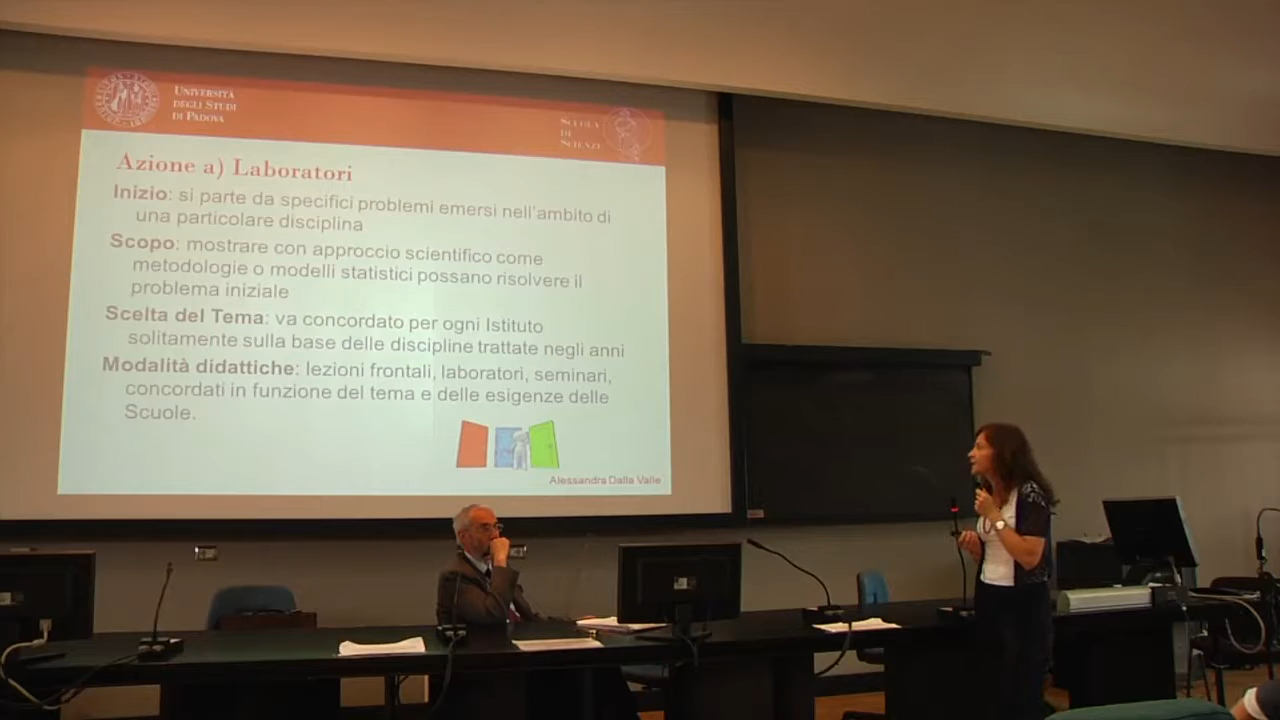 UNIVERSITÀ
DEGLI STUDI
DI PADOVA
SCUOLA
DI
SCIENZE
Azione a) Laboratori
Inizio: si parte da specifici problemi emersi nell'ambito di
una particolare disciplina
Scopo: mostrare con approccio scientifico come
metodologie o modelli statistici possano risolvere il
problema iniziale
Scelta del Tema: va concordato per ogni Istituto
solitamente sulla base delle discipline trattate negli anni
Modalità didattiche: lezioni frontali, laboratori, seminari,
concordati in funzione del tema e delle esigenze delle
Scuole.
Alessandra Dalla Valle